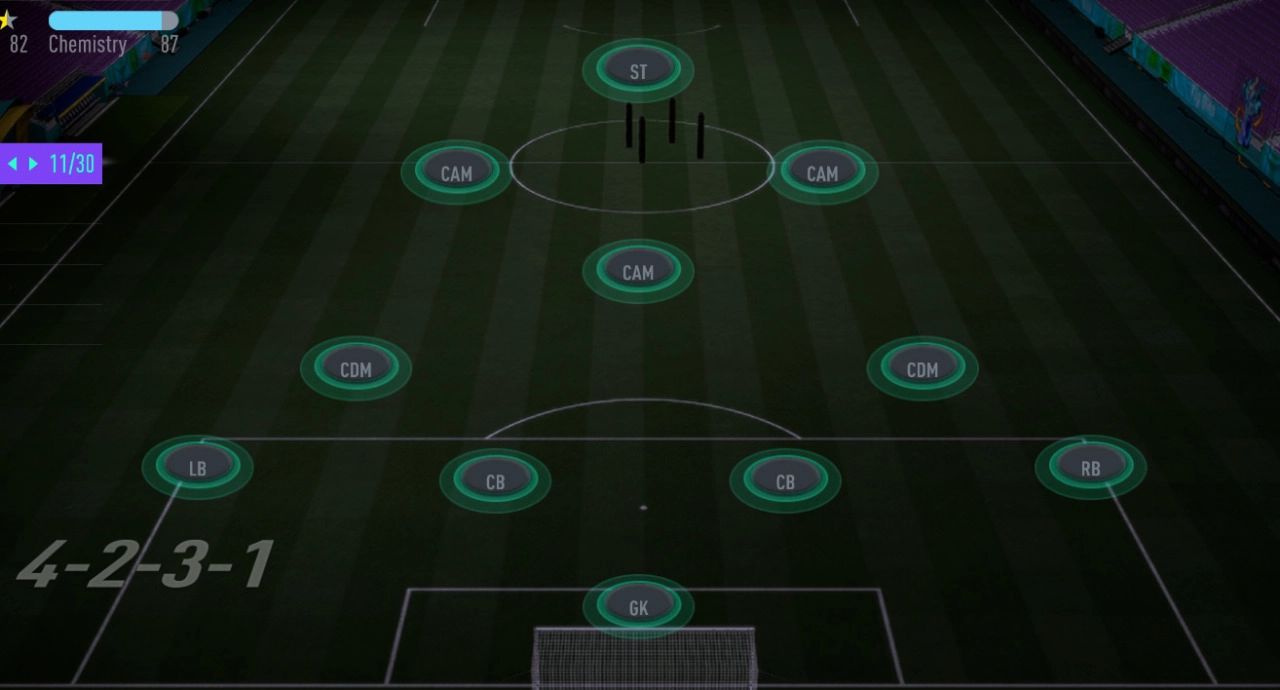 82 Chemistry 87
ST
11/30
CAM CAM
CAM
CDM CDM
LB CB CB RB
4-2-3-1
GK